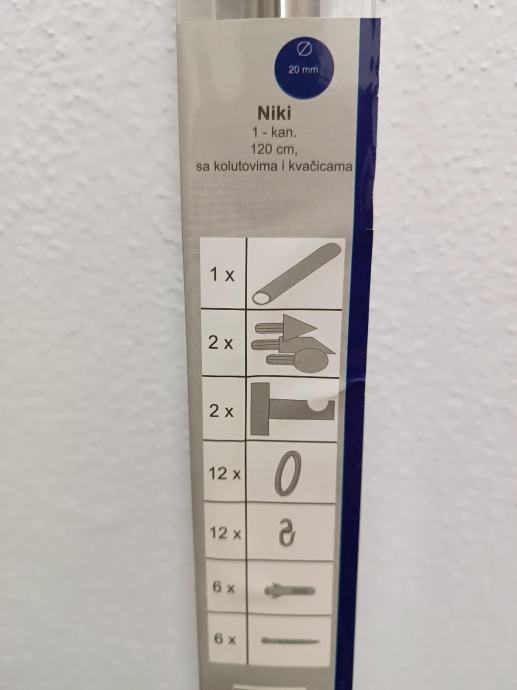 Ø
20 mm
Niki
1 - kan.
120 cm,
sa kolutovima i kvačicama
1 x
2 x
2 x
12 x
12 x
6 x
6 x